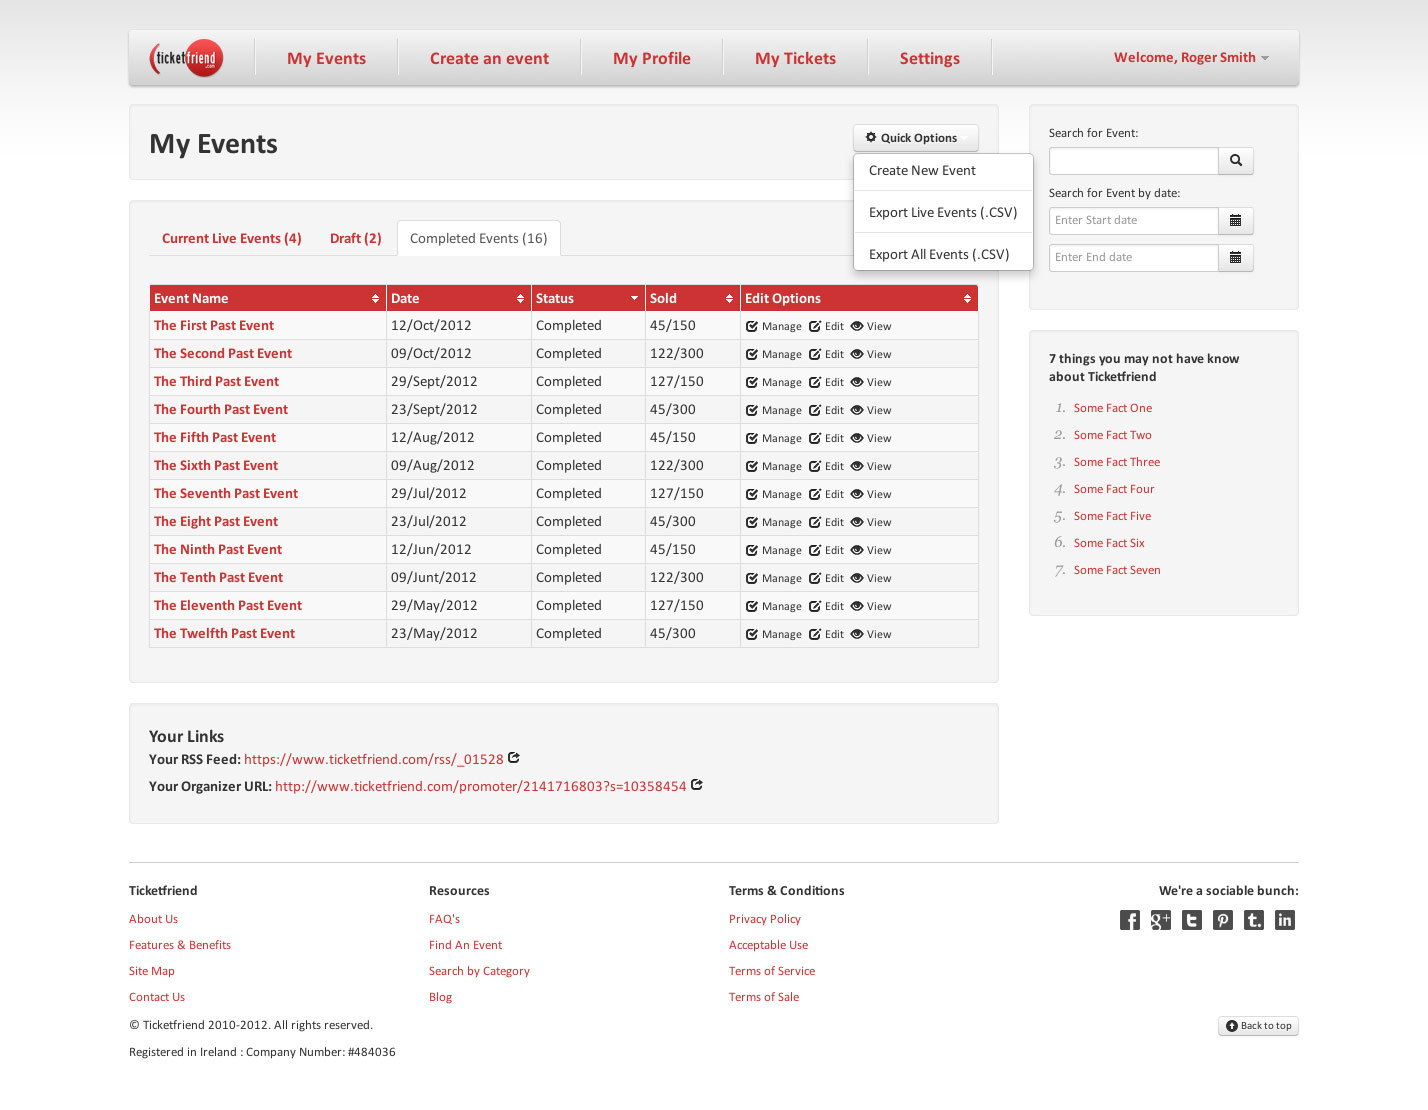 ticketfriend
.com
My Events
Create an event
My Profile
My Tickets
Settings
Welcome, Roger Smith
My Events
Quick Options
Create New Event
Export Live Events (.CSV)
Export All Events (.CSV)
Search for Event:
Search for Event by date:
Enter Start date
Enter End date
Current Live Events (4)
Draft (2)
Completed Events (16)
Event Name Date Status Sold Edit Options
The First Past Event 12/Oct/2012 Completed 45/150 Manage Edit View
The Second Past Event 09/Oct/2012 Completed 122/300 Manage Edit View
The Third Past Event 29/Sept/2012 Completed 127/150 Manage Edit View
The Fourth Past Event 23/Sept/2012 Completed 45/300 Manage Edit View
The Fifth Past Event 12/Aug/2012 Completed 45/150 Manage Edit View
The Sixth Past Event 09/Aug/2012 Completed 122/300 Manage Edit View
The Seventh Past Event 29/Jul/2012 Completed 127/150 Manage Edit View
The Eight Past Event 23/Jul/2012 Completed 45/300 Manage Edit View
The Ninth Past Event 12/Jun/2012 Completed 45/150 Manage Edit View
The Tenth Past Event 09/Junt/2012 Completed 122/300 Manage Edit View
The Eleventh Past Event 29/May/2012 Completed 127/150 Manage Edit View
The Twelfth Past Event 23/May/2012 Completed 45/300 Manage Edit View
7 things you may not have know
about Ticketfriend
1. Some Fact One
2. Some Fact Two
3. Some Fact Three
4. Some Fact Four
5. Some Fact Five
6. Some Fact Six
7. Some Fact Seven
Your Links
Your RSS Feed: https://www.ticketfriend.com/rss/_01528
Your Organizer URL: http://www.ticketfriend.com/promoter/2141716803?s=10358454
Ticketfriend
About Us
Features & Benefits
Site Map
Contact Us
Resources
FAQ's
Find An Event
Search by Category
Blog
Terms & Conditions
Privacy Policy
Acceptable Use
Terms of Service
Terms of Sale
We're a sociable bunch:
© Ticketfriend 2010-2012. All rights reserved.
Back to top
Registered in Ireland : Company Number: #484036